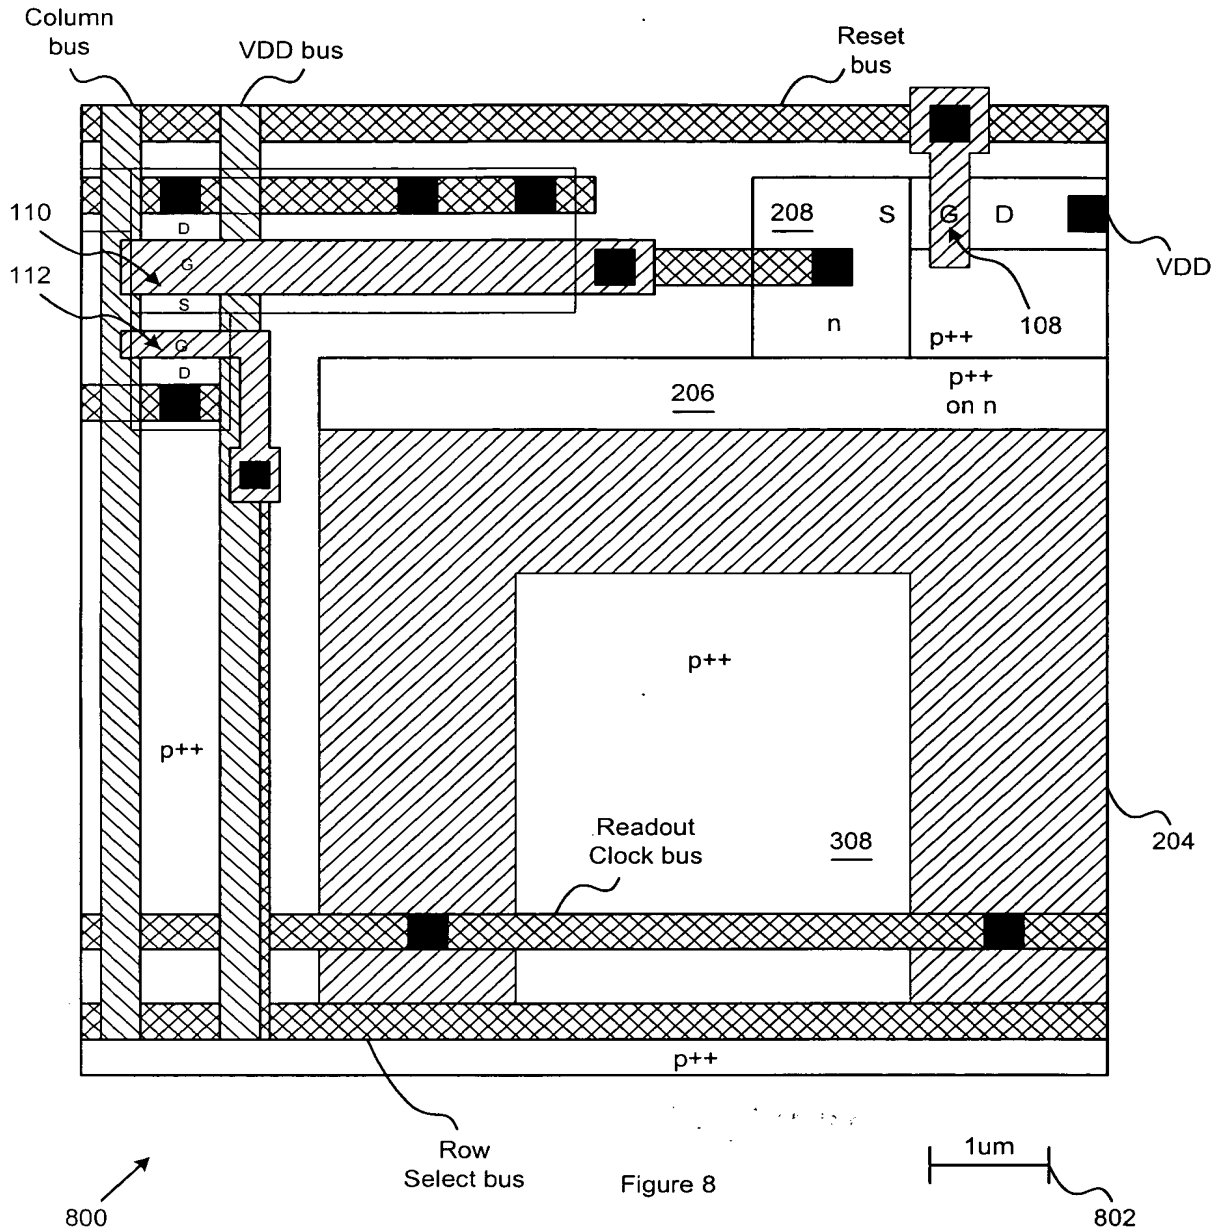 Column
bus
VDD bus
Reset
bus
110
112
D
G
S
G
D
208
S
G
D
VDD
n
108
p++
206
p++
on n
p++
p++
Readout
Clock bus
308
204
p++
Row
Select bus
Figure 8
1um
800
802